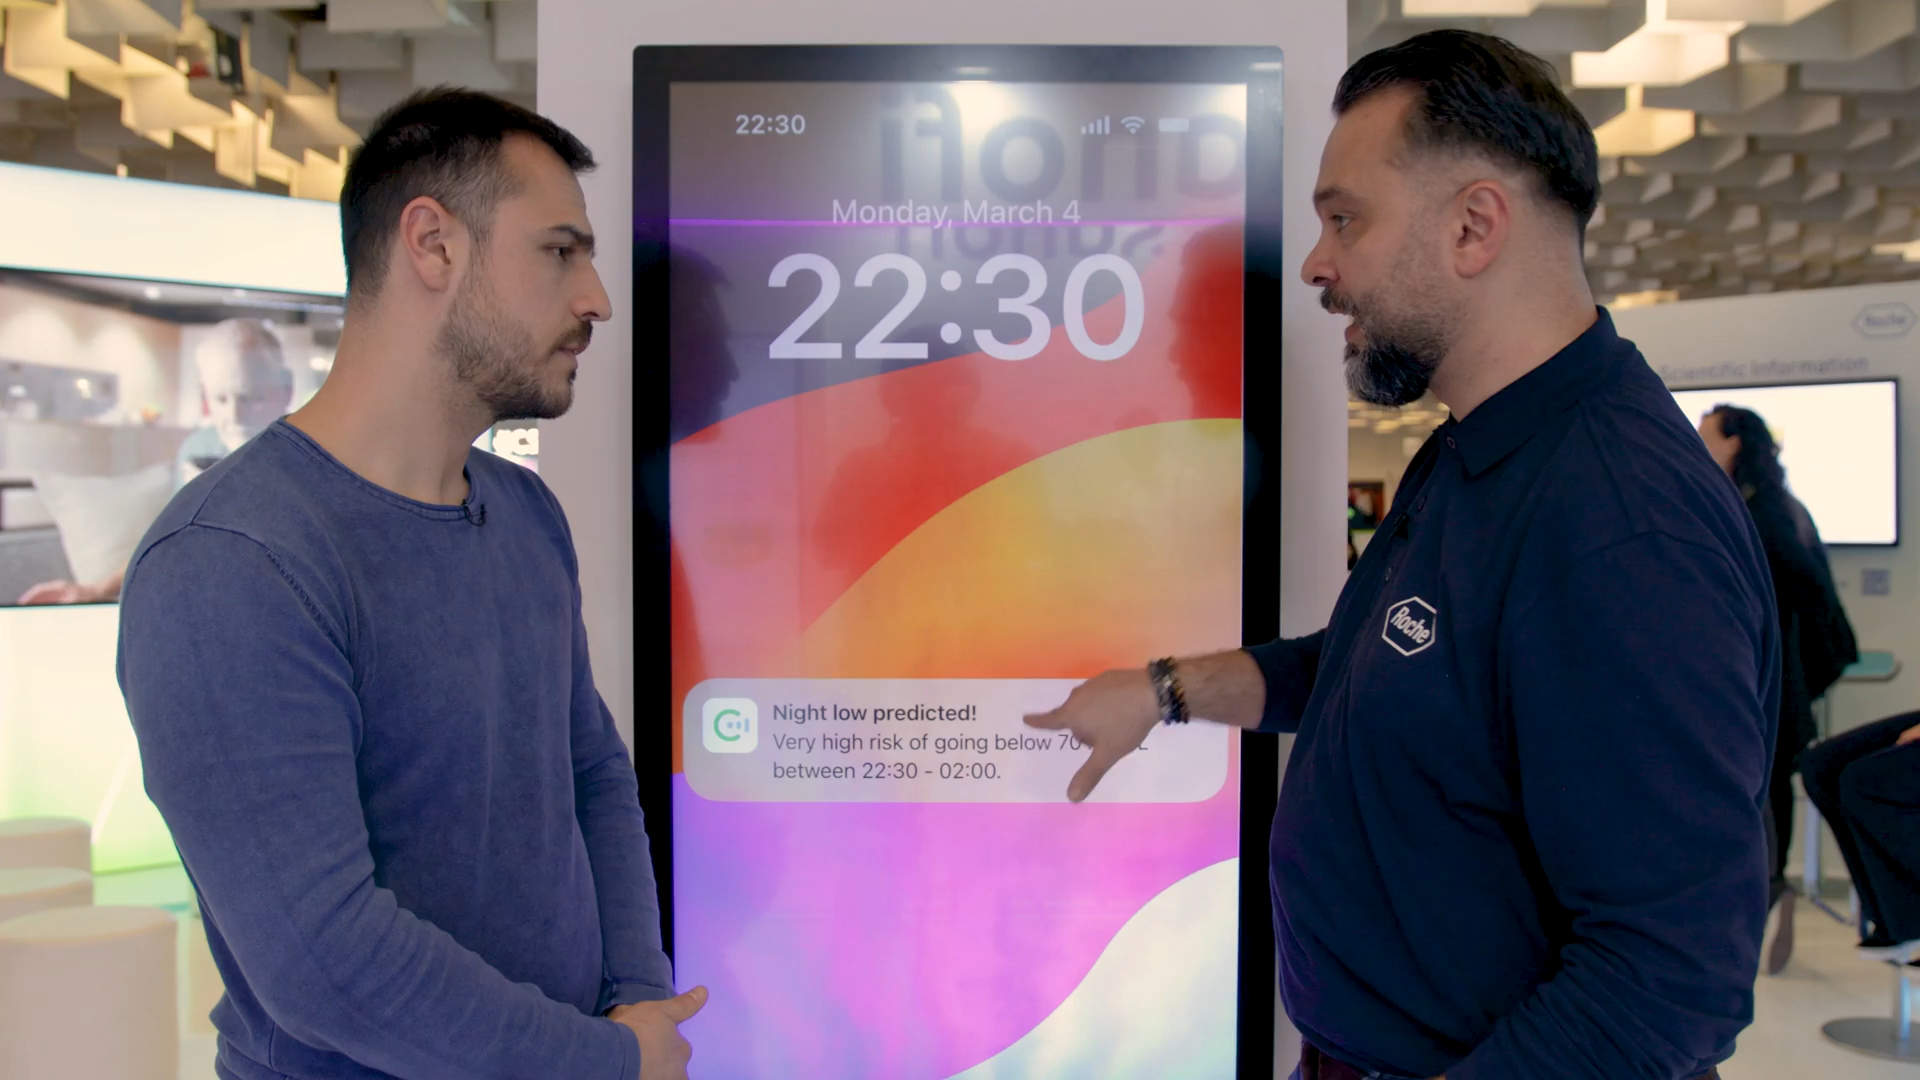 22:30
Monday, March 4
22:30
Night low predicted!
Very high risk of going below 70
between 22:30 - 02:00.
Roche
Roche
Scientific Information